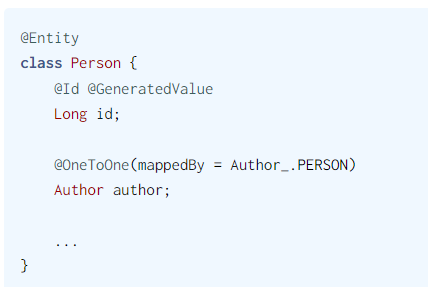 @Entity
class Person {
    @Id @GeneratedValue
    Long id;

    @OneToOne(mappedBy = Author_.PERSON)
    Author author;

    ...
}